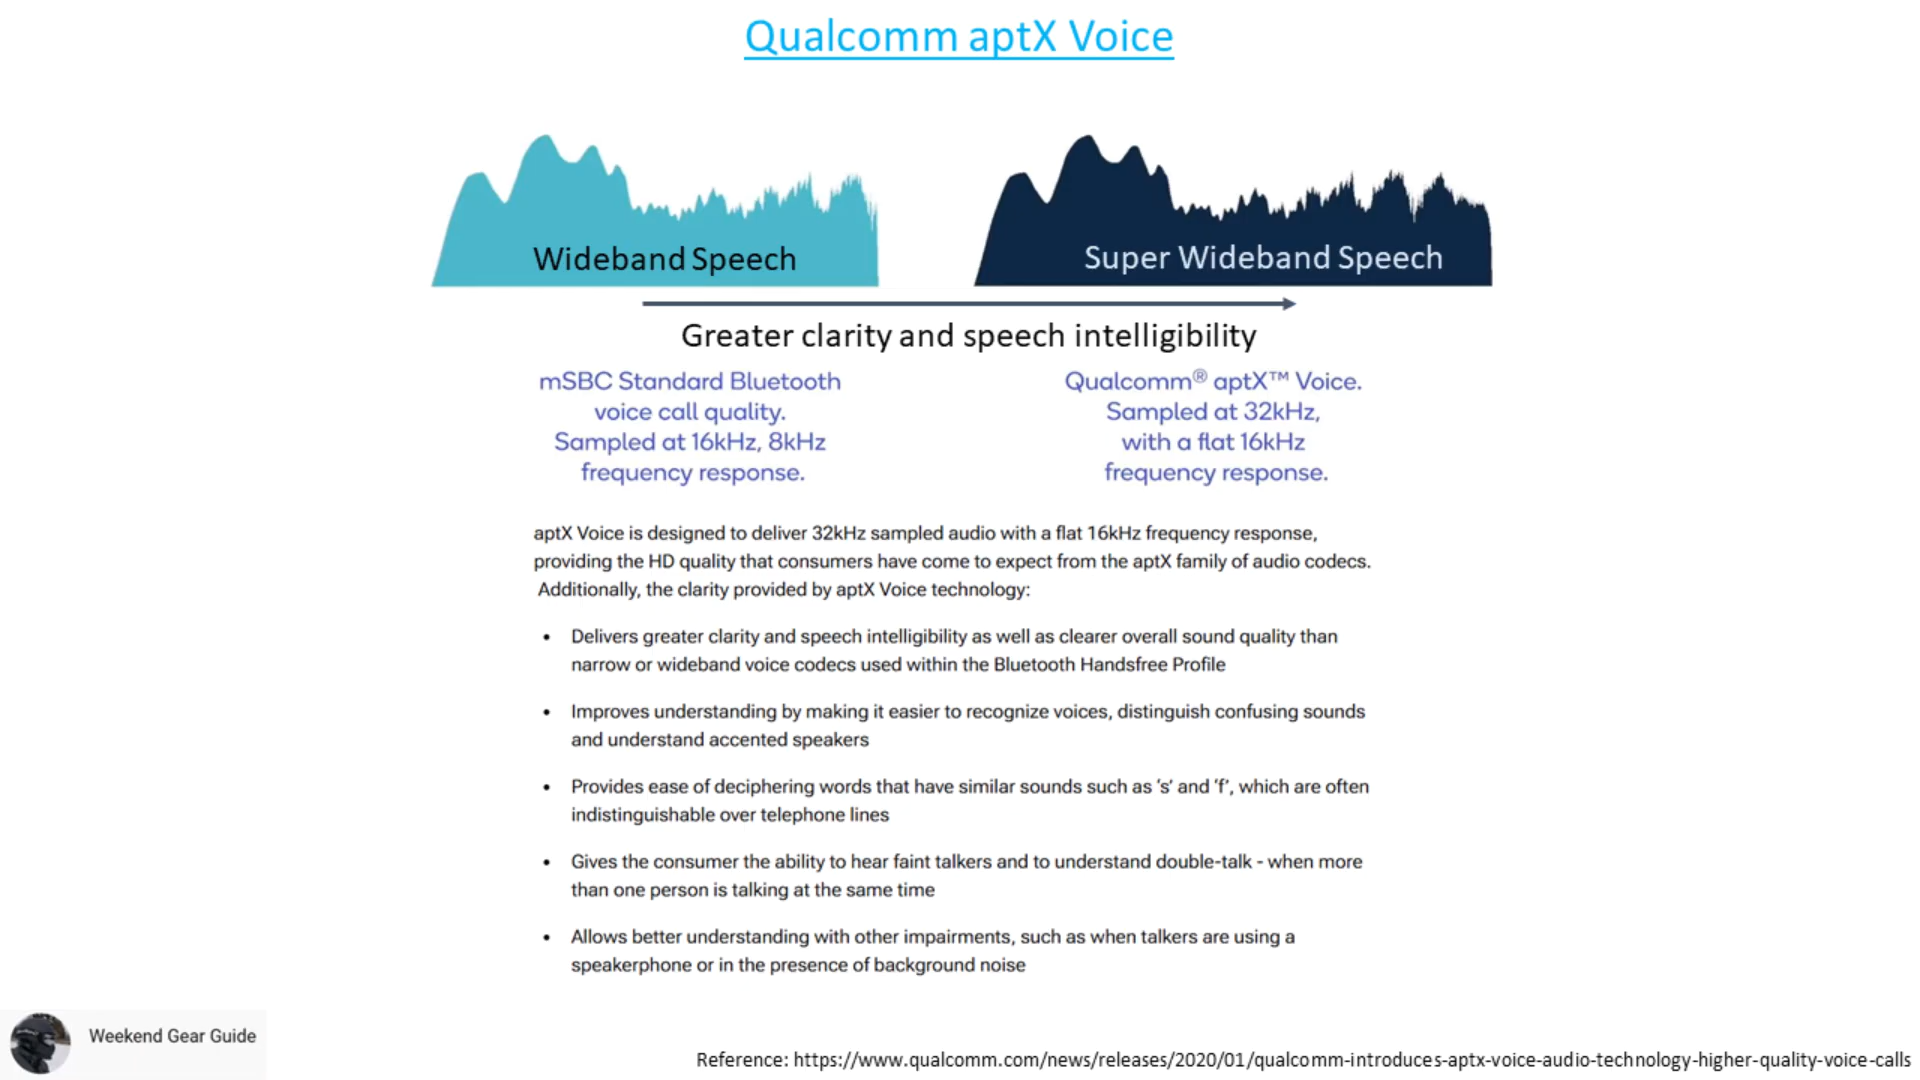 Qualcomm aptX Voice
Wideband Speech
Super Wideband Speech
Greater clarity and speech intelligibility
mSBC Standard Bluetooth
voice call quality.
Sampled at 16kHz, 8kHz
frequency response.
Qualcomm® aptX™ Voice.
Sampled at 32kHz,
with a flat 16kHz
frequency response.
aptX Voice is designed to deliver 32kHz sampled audio with a flat 16kHz frequency response,
providing the HD quality that consumers have come to expect from the aptX family of audio codecs.
Additionally, the clarity provided by aptX Voice technology:
• Delivers greater clarity and speech intelligibility as well as clearer overall sound quality than
narrow or wideband voice codecs used within the Bluetooth Handsfree Profile
• Improves understanding by making it easier to recognize voices, distinguish confusing sounds
and understand accented speakers
• Provides ease of deciphering words that have similar sounds such as ‘s’ and ‘f’, which are often
indistinguishable over telephone lines
• Gives the consumer the ability to hear faint talkers and to understand double-talk - when more
than one person is talking at the same time
• Allows better understanding with other impairments, such as when talkers are using a
speakerphone or in the presence of background noise
Weekend Gear Guide
Reference: https://www.qualcomm.com/news/releases/2020/01/qualcomm-introduces-aptx-voice-audio-technology-higher-quality-voice-calls